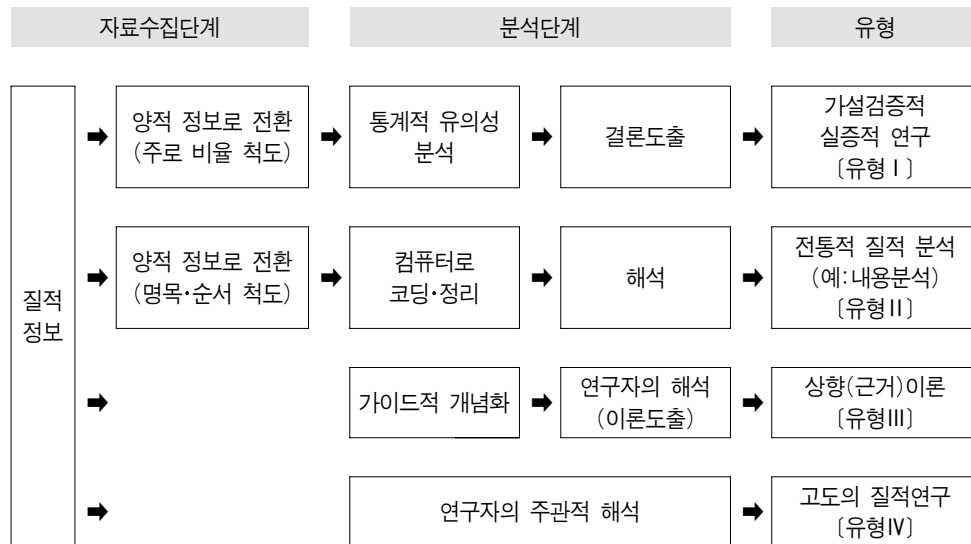 자료수집단계
분석단계
유형
질적
정보
양적 정보로 전환
(주로 비율 척도)
통계적 유의성
분석
결론도출
가설검증적
실증적 연구
〔유형Ⅰ〕
양적 정보로 전환
(명목·순서 척도)
컴퓨터로
코딩·정리
해석
전통적 질적 분석
(예:내용분석)
〔유형Ⅱ〕
가이드적 개념화
연구자의 해석
(이론도출)
상향(근거)이론
〔유형Ⅲ〕
연구자의 주관적 해석
고도의 질적연구
〔유형Ⅳ〕